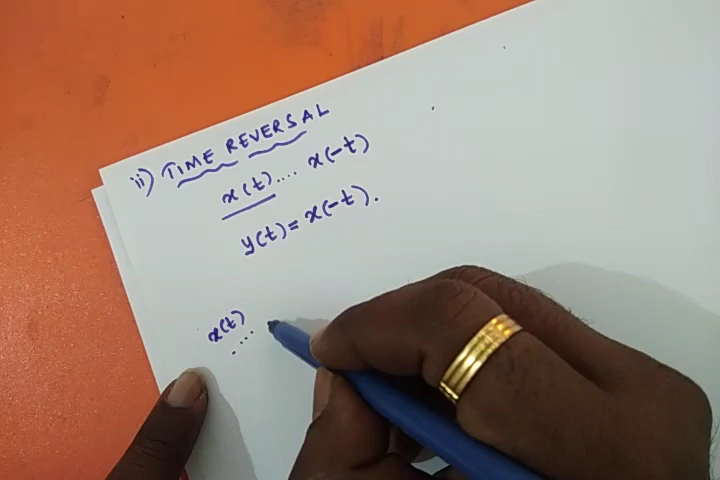 ii) TIME REVERSAL
x(t).... x(-t)
y(t)= x(-t).
x(t)
....